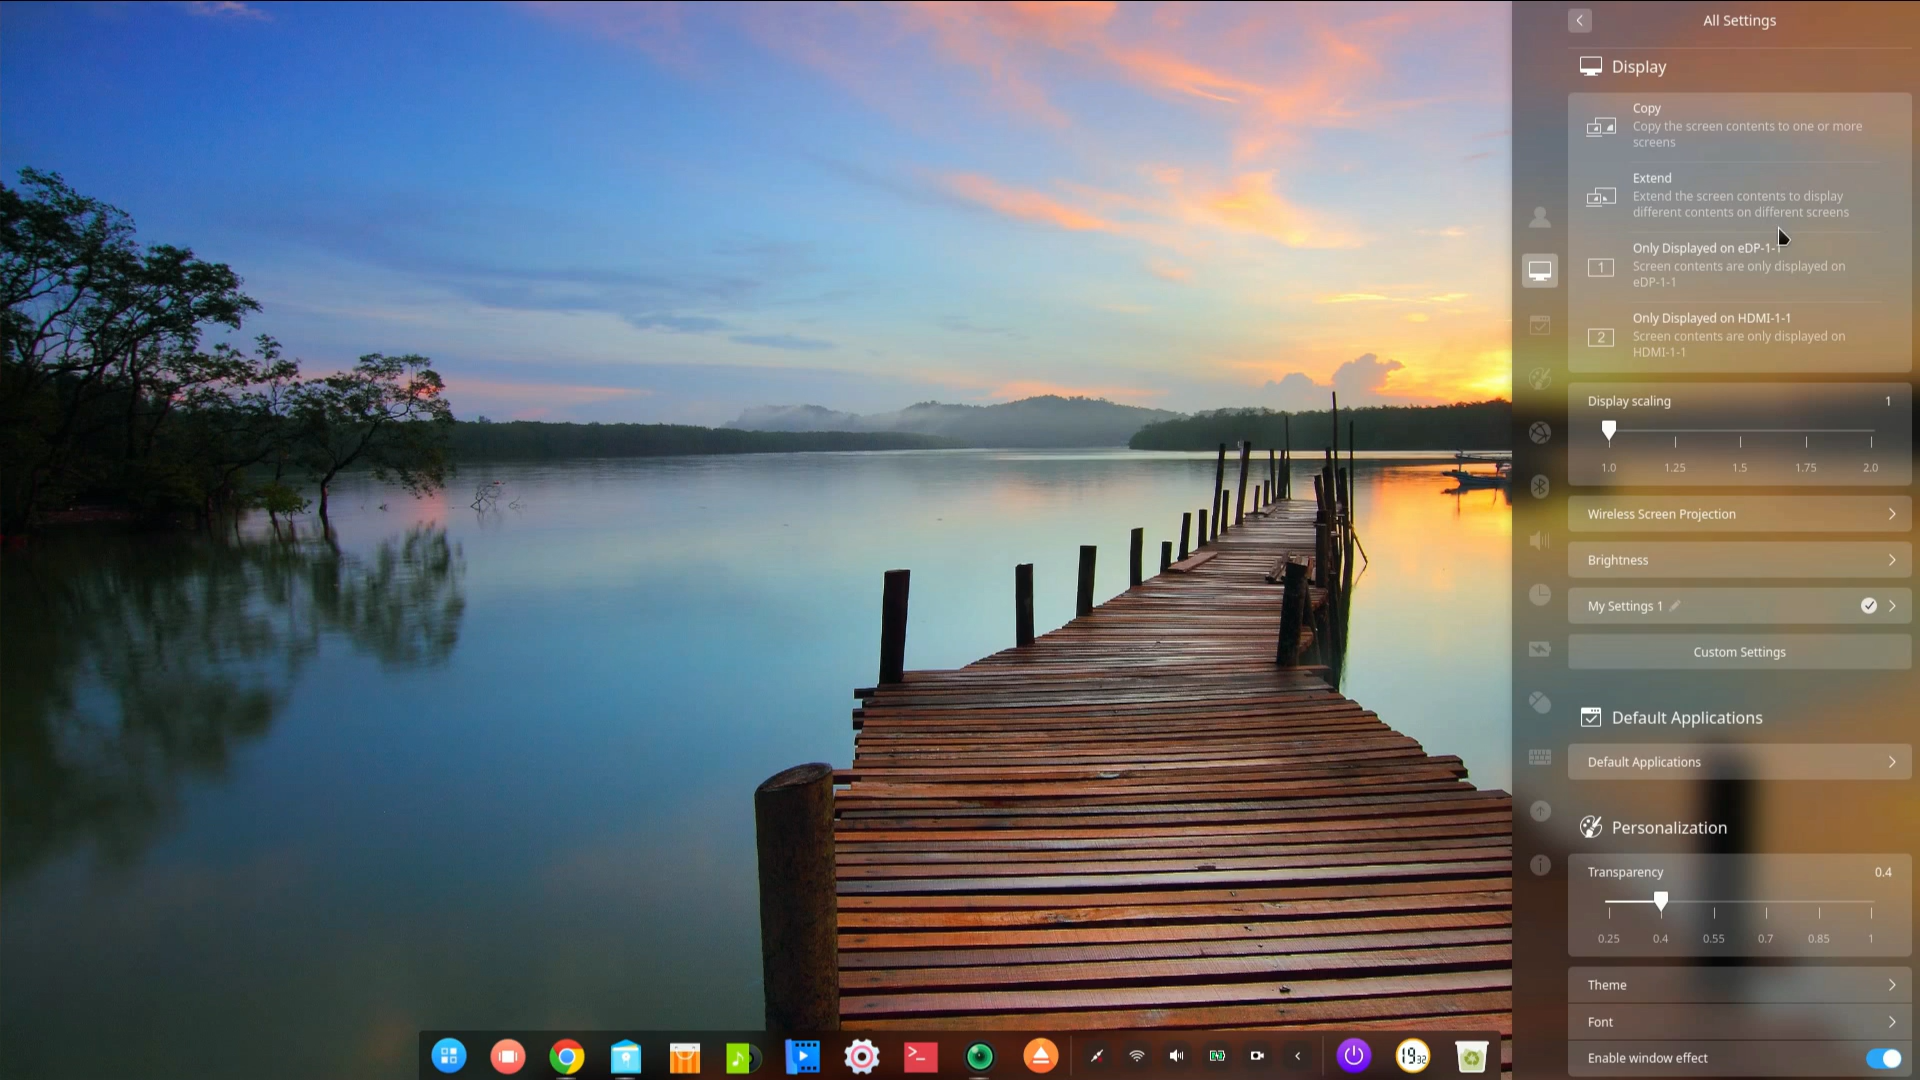 All Settings
Display
Copy
Copy the screen contents to one or more
screens
Extend
Extend the screen contents to display
different contents on different screens
Only Displayed on eDP-1-1
1
Screen contents are only displayed on
eDP-1-1
Only Displayed on HDMI-1-1
2
Screen contents are only displayed on
HDMI-1-1
Display scaling 1
1.0 1.25 1.5 1.75 2.0
Wireless Screen Projection
Brightness
My Settings 1
Custom Settings
Default Applications
Default Applications
Personalization
Transparency 0.4
0.25 0.4 0.55 0.7 0.85 1
Theme
Font
Enable window effect
19 32